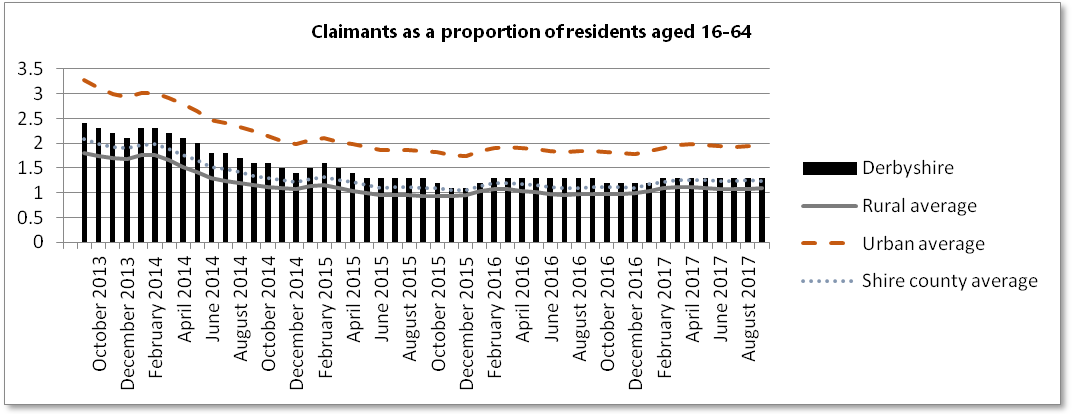 Claimants as a proportion of residents aged 16-64
3.5
3
2.5
2
1.5
1
0.5
0
October 2013
December 2013
February 2014
April 2014
June 2014
August 2014
October 2014
December 2014
February 2015
April 2015
June 2015
August 2015
October 2015
December 2015
February 2016
April 2016
June 2016
August 2016
October 2016
December 2016
February 2017
April 2017
June 2017
August 2017
Derbyshire
Rural average
Urban average
Shire county average